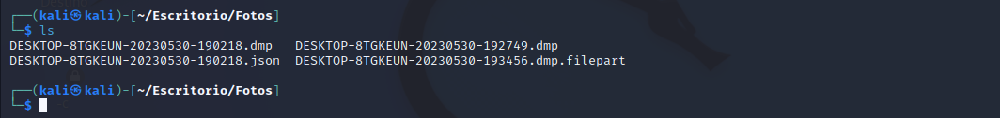 ┌──(kali㉿kali)-[~/Escritorio/Fotos]
└─$ ls
DESKTOP-8TGKEUN-20230530-190218.dmp   DESKTOP-8TGKEUN-20230530-192749.dmp
DESKTOP-8TGKEUN-20230530-190218.json  DESKTOP-8TGKEUN-20230530-193456.dmp.filepart
┌──(kali㉿kali)-[~/Escritorio/Fotos]
└─$